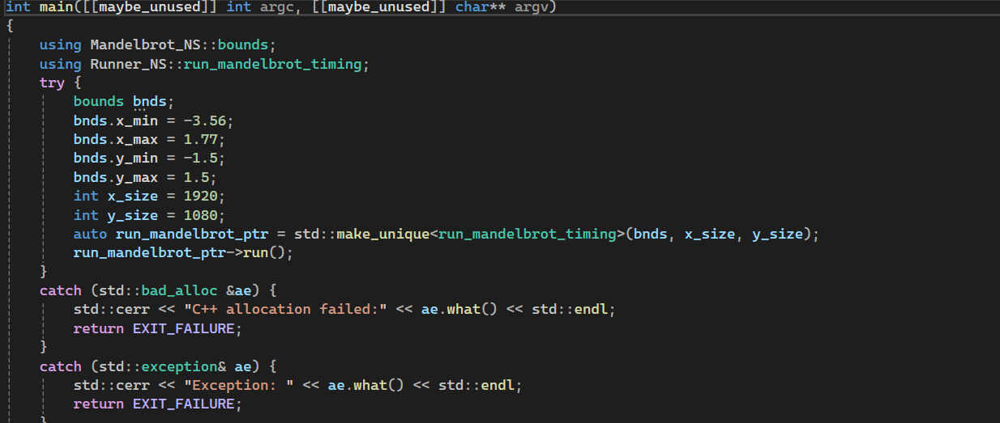 int main([[maybe_unused]] int argc, [[maybe_unused]] char** argv)
{
    using Mandelbrot_NS::bounds;
    using Runner_NS::run_mandelbrot_timing;
    try {
        bounds bnds;
        bnds.x_min = -3.56;
        bnds.x_max = 1.77;
        bnds.y_min = -1.5;
        bnds.y_max = 1.5;
        int x_size = 1920;
        int y_size = 1080;
        auto run_mandelbrot_ptr = std::make_unique<run_mandelbrot_timing>(bnds, x_size, y_size);
        run_mandelbrot_ptr->run();
    }
    catch (std::bad_alloc &ae) {
        std::cerr << "C++ allocation failed:" << ae.what() << std::endl;
        return EXIT_FAILURE;
    }
    catch (std::exception& ae) {
        std::cerr << "Exception: " << ae.what() << std::endl;
        return EXIT_FAILURE;
    }